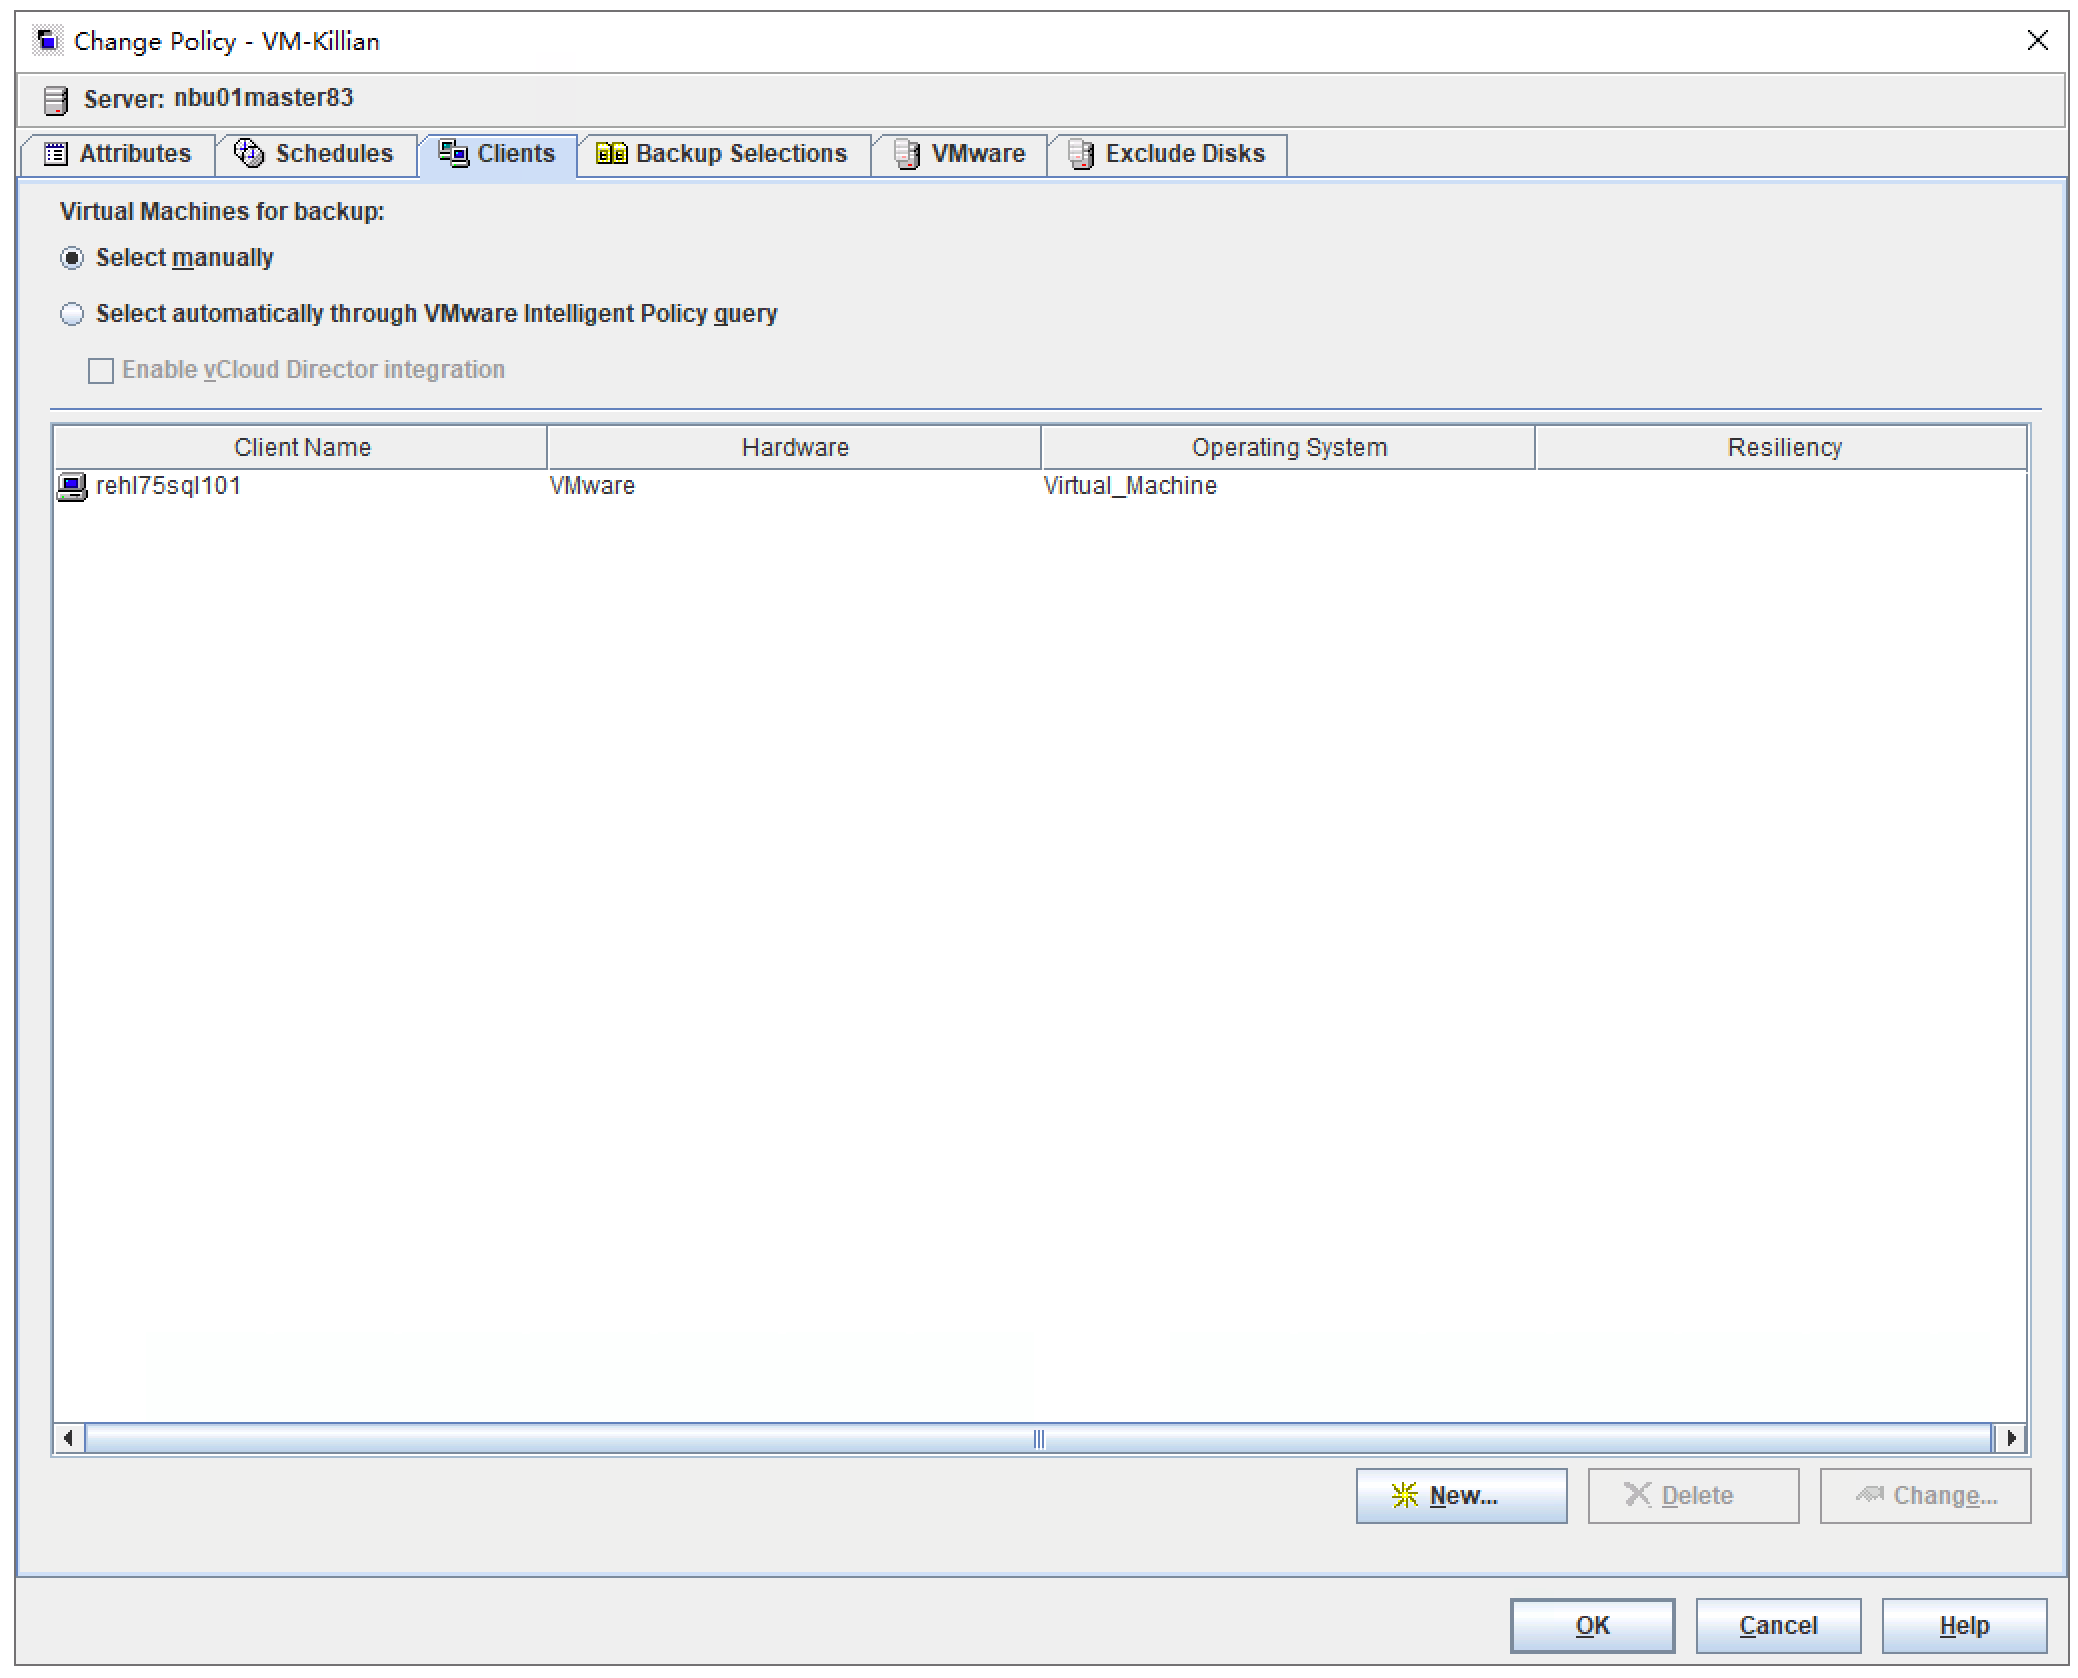 Change Policy - VM-Killian
Server: nbu01master83
Attributes Schedules Clients Backup Selections VMware Exclude Disks
Virtual Machines for backup:
Select manually
Select automatically through VMware Intelligent Policy query
Enable vCloud Director integration
Client Name Hardware Operating System Resiliency
rehl75sql101 VMware Virtual_Machine
New... Delete Change...
OK Cancel Help